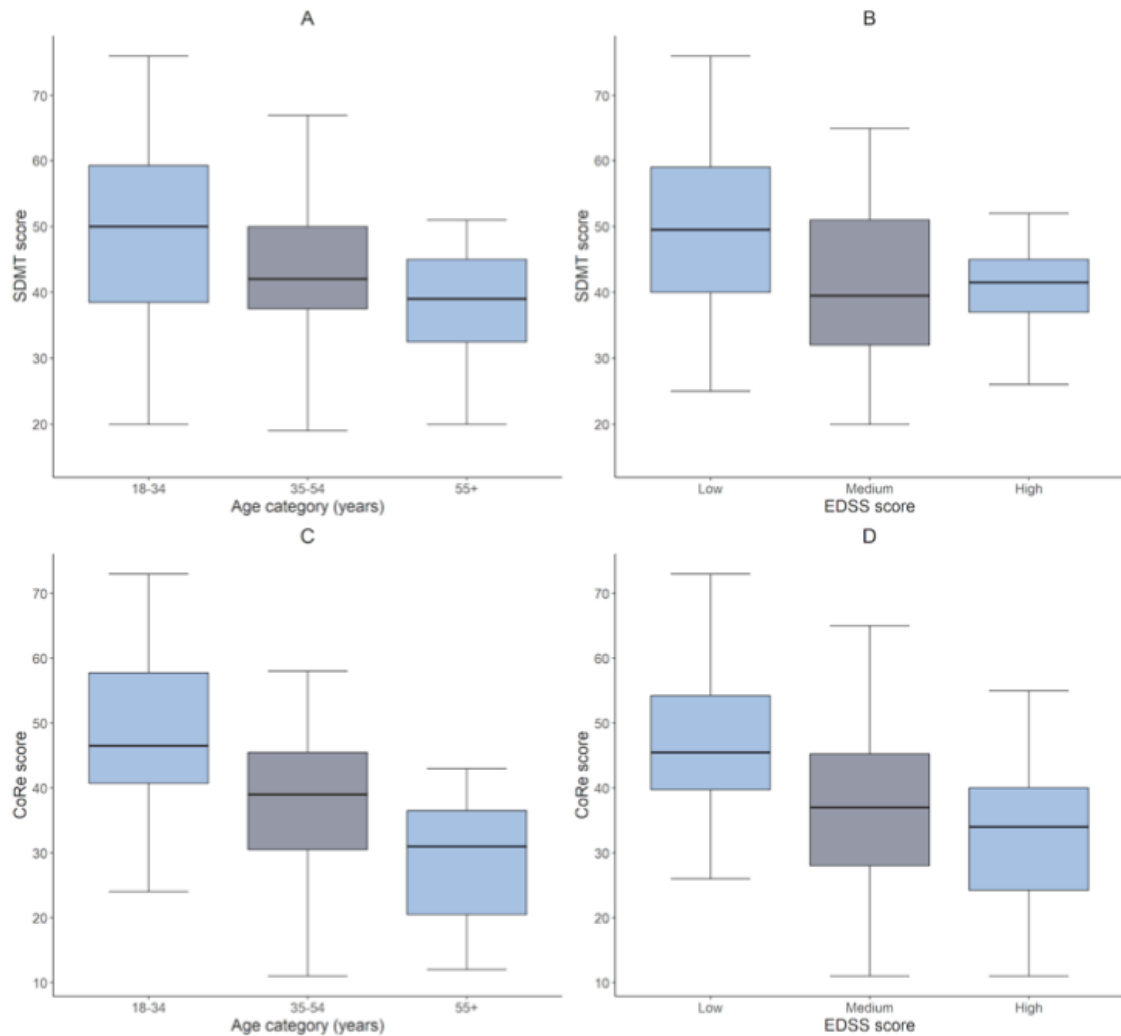 A
SDMT score
70
60
50
40
30
20
18-34 35-54 55+
Age category (years)
B
SDMT score
70
60
50
40
30
20
Low Medium High
EDSS score
C
CoRe score
70
60
50
40
30
20
10
18-34 35-54 55+
Age category (years)
D
CoRe score
70
60
50
40
30
20
10
Low Medium High
EDSS score